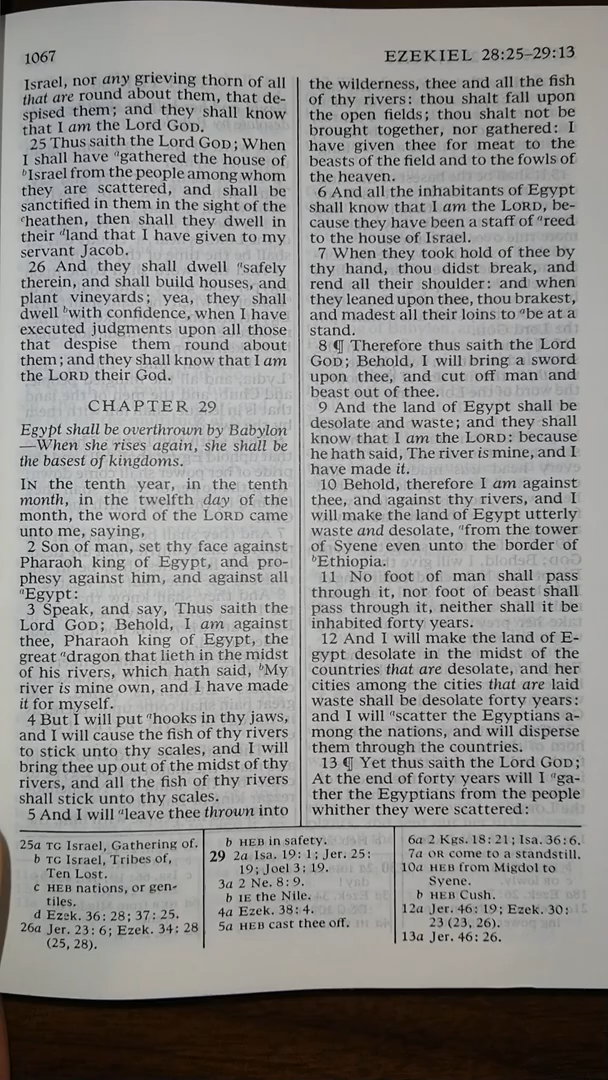 1067
EZEKIEL 28:25–29:13
Israel, nor any grieving thorn of all
that are round about them, that de-
spised them; and they shall know
that I am the Lord GOD.
25 Thus saith the Lord GOD; When
I shall have ᵃgathered the house of
ᵇIsrael from the people among whom
they are scattered, and shall be
sanctified in them in the sight of the
ᶜheathen, then shall they dwell in
their ᵈland that I have given to my
servant Jacob.
26 And they shall dwell ᵃsafely
therein, and shall build houses, and
plant vineyards; yea, they shall
dwell ᵇwith confidence, when I have
executed judgments upon all those
that despise them round about
them; and they shall know that I am
the LORD their God.
CHAPTER 29
Egypt shall be overthrown by Babylon
—When she rises again, she shall be
the basest of kingdoms.
IN the tenth year, in the tenth
month, in the twelfth day of the
month, the word of the LORD came
unto me, saying,
2 Son of man, set thy face against
Pharaoh king of Egypt, and pro-
phesy against him, and against all
ᵃEgypt:
3 Speak, and say, Thus saith the
Lord GOD; Behold, I am against
thee, Pharaoh king of Egypt, the
great ᵃdragon that lieth in the midst
of his rivers, which hath said, ᵇMy
river is mine own, and I have made
it for myself.
4 But I will put ᵃhooks in thy jaws,
and I will cause the fish of thy rivers
to stick unto thy scales, and I will
bring thee up out of the midst of thy
rivers, and all the fish of thy rivers
shall stick unto thy scales.
5 And I will ᵃleave thee thrown into
the wilderness, thee and all the fish
of thy rivers: thou shalt fall upon
the open fields; thou shalt not be
brought together, nor gathered: I
have given thee for meat to the
beasts of the field and to the fowls of
the heaven.
6 And all the inhabitants of Egypt
shall know that I am the LORD, be-
cause they have been a staff of ᵃreed
to the house of Israel.
7 When they took hold of thee by
thy hand, thou didst break, and
rend all their shoulder: and when
they leaned upon thee, thou brakest,
and madest all their loins to ᵃbe at a
stand.
8 ¶ Therefore thus saith the Lord
GOD; Behold, I will bring a sword
upon thee, and cut off man and
beast out of thee.
9 And the land of Egypt shall be
desolate and waste; and they shall
know that I am the LORD: because
he hath said, The river is mine, and I
have made it.
10 Behold, therefore I am against
thee, and against thy rivers, and I
will make the land of Egypt utterly
waste and desolate, ᵃfrom the tower
of Syene even unto the border of
ᵇEthiopia.
11 No foot of man shall pass
through it, nor foot of beast shall
pass through it, neither shall it be
inhabited forty years.
12 And I will make the land of E-
gypt desolate in the midst of the
countries that are desolate, and her
cities among the cities that are laid
waste shall be desolate forty years:
and I will ᵃscatter the Egyptians a-
mong the nations, and will disperse
them through the countries.
13 ¶ Yet thus saith the Lord GOD;
At the end of forty years will I ᵃga-
ther the Egyptians from the people
whither they were scattered:
25a TG Israel, Gathering of.
b TG Israel, Tribes of,
Ten Lost.
c HEB nations, or gen-
tiles.
d Ezek. 36: 28; 37: 25.
26a Jer. 23: 6; Ezek. 34: 28
(25, 28).
b HEB in safety.
29 2a Isa. 19: 1; Jer. 25:
19; Joel 3: 19.
3a 2 Ne. 8: 9.
b IE the Nile.
4a Ezek. 38: 4.
5a HEB cast thee off.
6a 2 Kgs. 18: 21; Isa. 36: 6.
7a OR come to a standstill.
10a HEB from Migdol to
Syene.
b HEB Cush.
12a Jer. 46: 19; Ezek. 30:
23 (23, 26).
13a Jer. 46: 26.